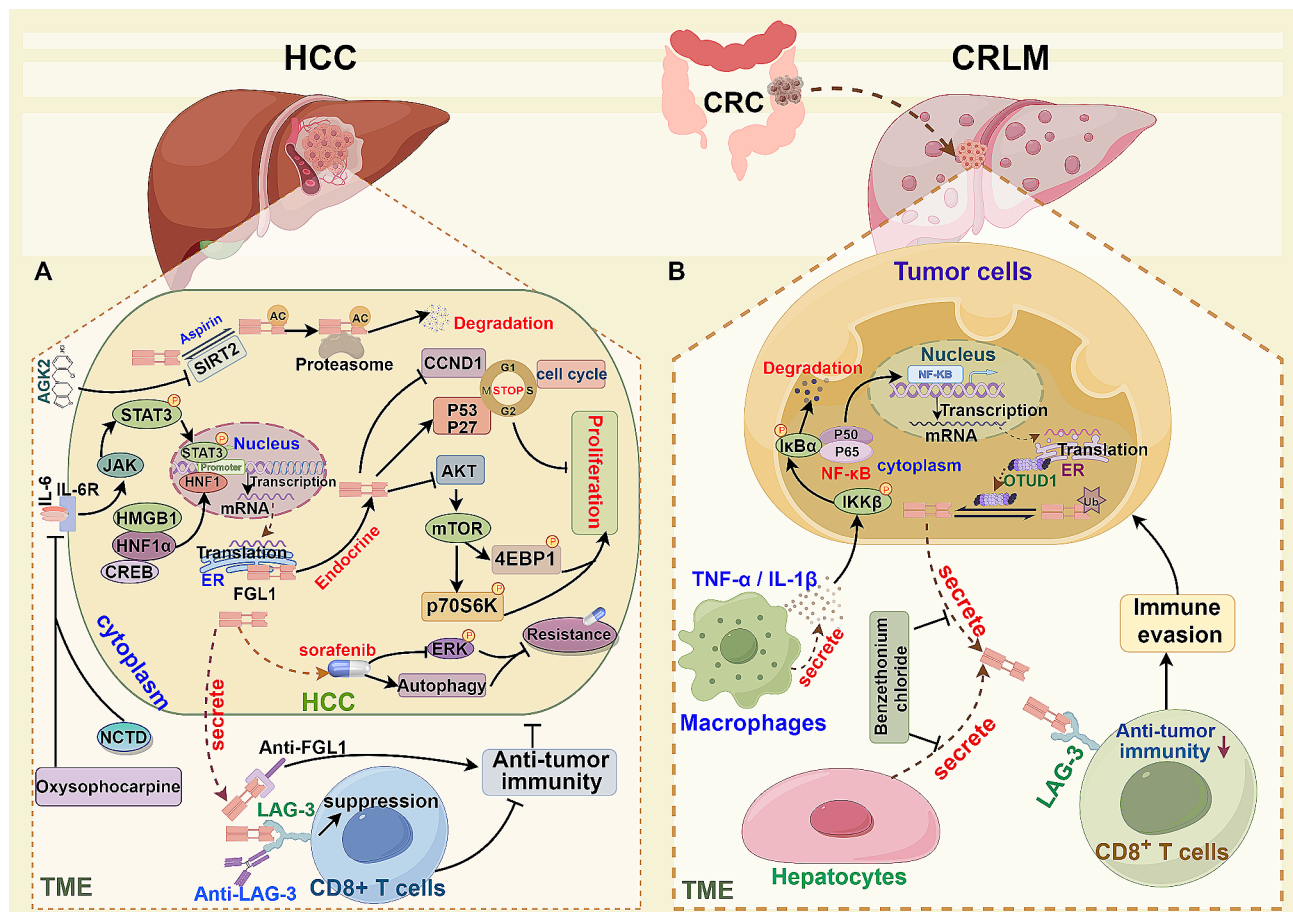 HCC
CRC
CRLM
A
AC
AC
Aspirin
SIRT2
Proteasome
Degradation
AGK2
CCND1
G1
M
STOP
S
G2
cell cycle
P53
P27
P
STAT3
P
STAT3
Nucleus
Promoter
HNF1
Transcription
mRNA
JAK
IL-6
IL-6R
HMGB1
HNF1α
CREB
Translation
ER
FGL1
Endocrine
AKT
mTOR
P
4EBP1
P
p70S6K
Proliferation
cytoplasm
sorafenib
P
ERK
Autophagy
Resistance
HCC
secrete
NCTD
Oxysophocarpine
Anti-FGL1
Anti-tumor
immunity
LAG-3
suppression
Anti-LAG-3
CD8+ T cells
TME
B
Tumor cells
Nucleus
NF-KB
Degradation
Transcription
mRNA
P
IκBα
P50
P65
NF-κB
cytoplasm
Translation
ER
OTUD1
P
IKKβ
Ub
TNF-α / IL-1β
secrete
Macrophages
secrete
Benzethonium
chloride
secrete
Hepatocytes
Immune
evasion
LAG-3
Anti-tumor
immunity
CD8+ T cells
TME